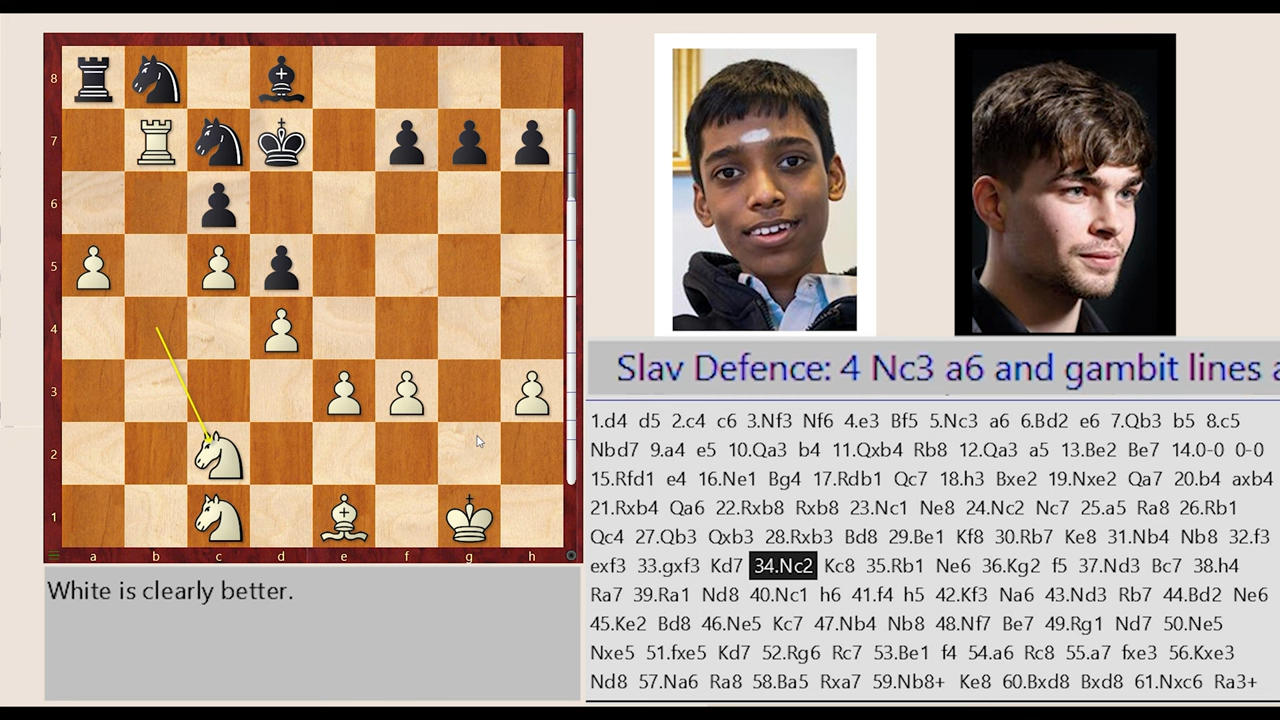 8
7
6
5
4
3
2
1
a b c d e f g h
White is clearly better.
Slav Defence: 4 Nc3 a6 and gambit lines a
1.d4 d5 2.c4 c6 3.Nf3 Nf6 4.e3 Bf5 5.Nc3 a6 6.Bd2 e6 7.Qb3 b5 8.c5
Nbd7 9.a4 e5 10.Qa3 b4 11.Qxb4 Rb8 12.Qa3 a5 13.Be2 Be7 14.0-0 0-0
15.Rfd1 e4 16.Ne1 Bg4 17.Rdb1 Qc7 18.h3 Bxe2 19.Nxe2 Qa7 20.b4 axb4
21.Rxb4 Qa6 22.Rxb8 Rxb8 23.Nc1 Ne8 24.Nc2 Nc7 25.a5 Ra8 26.Rb1
Qc4 27.Qb3 Qxb3 28.Rxb3 Bd8 29.Be1 Kf8 30.Rb7 Ke8 31.Nb4 Nb8 32.f3
exf3 33.gxf3 Kd7 34.Nc2 Kc8 35.Rb1 Ne6 36.Kg2 f5 37.Nd3 Bc7 38.h4
Ra7 39.Ra1 Nd8 40.Nc1 h6 41.f4 h5 42.Kf3 Na6 43.Nd3 Rb7 44.Bd2 Ne6
45.Ke2 Bd8 46.Ne5 Kc7 47.Nb4 Nb8 48.Nf7 Be7 49.Rg1 Nd7 50.Ne5
Nxe5 51.fxe5 Kd7 52.Rg6 Rc7 53.Be1 f4 54.a6 Rc8 55.a7 fxe3 56.Kxe3
Nd8 57.Na6 Ra8 58.Ba5 Rxa7 59.Nb8+ Ke8 60.Bxd8 Bxd8 61.Nxc6 Ra3+